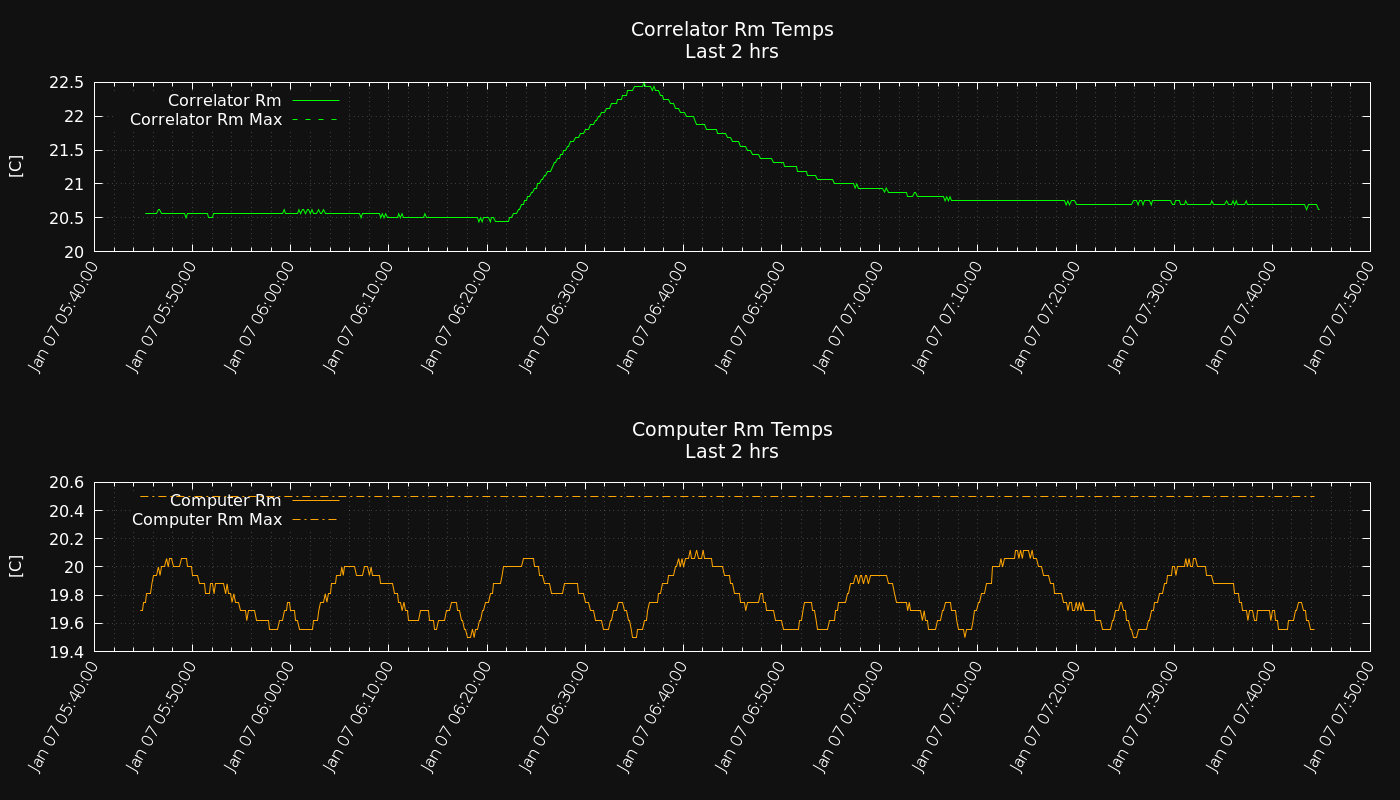 Correlator Rm Temps
Last 2 hrs
22.5
22
21.5
21
20.5
20
[C]
Correlator Rm
Correlator Rm Max
Jan 07 05:40:00
Jan 07 05:50:00
Jan 07 06:00:00
Jan 07 06:10:00
Jan 07 06:20:00
Jan 07 06:30:00
Jan 07 06:40:00
Jan 07 06:50:00
Jan 07 07:00:00
Jan 07 07:10:00
Jan 07 07:20:00
Jan 07 07:30:00
Jan 07 07:40:00
Jan 07 07:50:00
Computer Rm Temps
Last 2 hrs
20.6
20.4
20.2
20
19.8
19.6
19.4
[C]
Computer Rm
Computer Rm Max
Jan 07 05:40:00
Jan 07 05:50:00
Jan 07 06:00:00
Jan 07 06:10:00
Jan 07 06:20:00
Jan 07 06:30:00
Jan 07 06:40:00
Jan 07 06:50:00
Jan 07 07:00:00
Jan 07 07:10:00
Jan 07 07:20:00
Jan 07 07:30:00
Jan 07 07:40:00
Jan 07 07:50:00